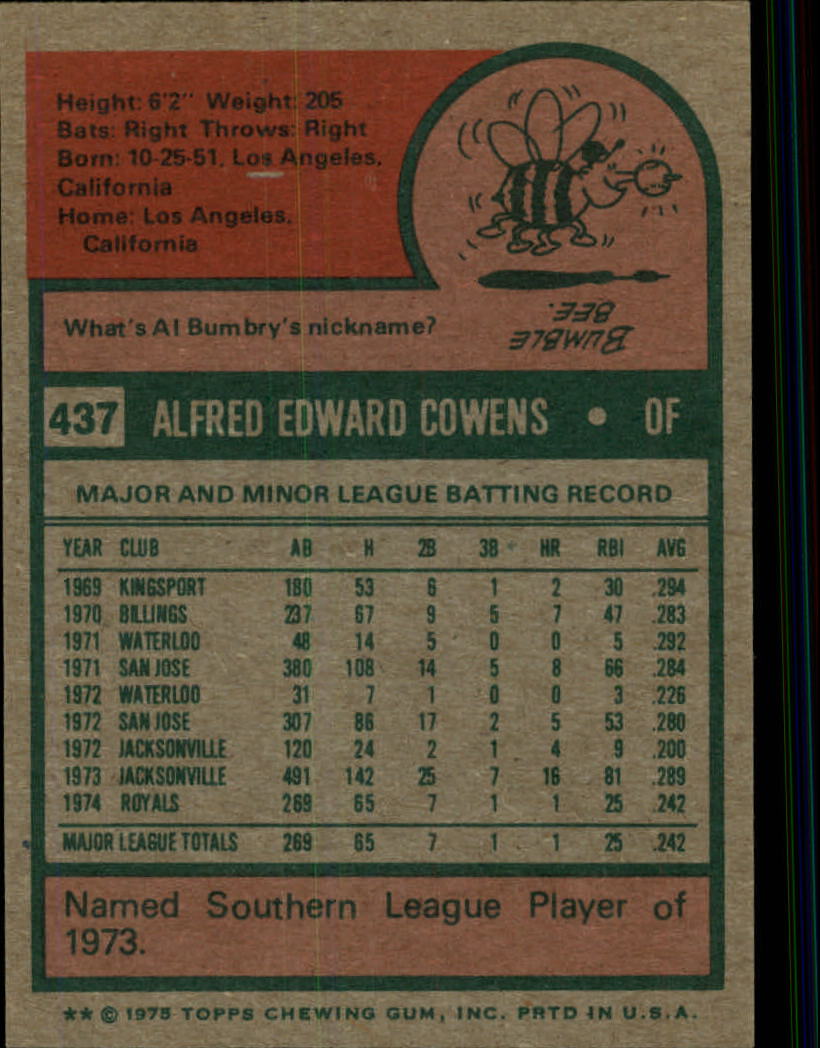 Height: 6'2" Weight: 205
Bats: Right Throws: Right
Born: 10-25-51, Los Angeles,
California
Home: Los Angeles,
California
What's Al Bumbry's nickname?
BUMBLE
BEE.
437 ALFRED EDWARD COWENS • OF
MAJOR AND MINOR LEAGUE BATTING RECORD
YEAR CLUB AB H 2B 3B HR RBI AVG
1969 KINGSPORT 180 53 6 1 2 30 .294
1970 BILLINGS 237 67 9 5 7 47 .283
1971 WATERLOO 48 14 5 0 0 5 .292
1971 SAN JOSE 380 108 14 5 8 66 .284
1972 WATERLOO 31 7 1 0 0 3 .226
1972 SAN JOSE 307 86 17 2 5 53 .280
1972 JACKSONVILLE 120 24 2 1 4 9 .200
1973 JACKSONVILLE 491 142 25 7 16 81 .289
1974 ROYALS 269 65 7 1 1 25 .242
MAJOR LEAGUE TOTALS 269 65 7 1 1 25 .242
Named Southern League Player of
1973.
** © 1975 TOPPS CHEWING GUM, INC. PRTD IN U.S.A.